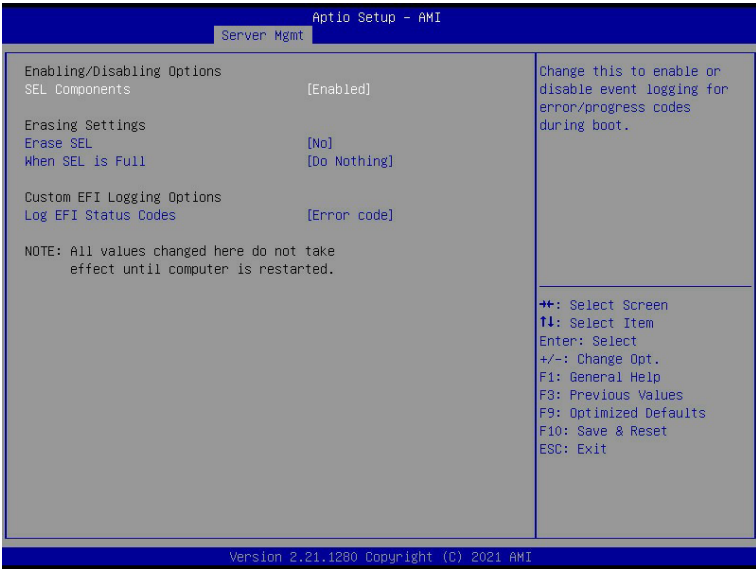 Aptio Setup – AMI
Server Mgmt
Enabling/Disabling Options
SEL Components [Enabled]
Erasing Settings
Erase SEL [No]
When SEL is Full [Do Nothing]
Custom EFI Logging Options
Log EFI Status Codes [Error code]
NOTE: All values changed here do not take
effect until computer is restarted.
Change this to enable or
disable event logging for
error/progress codes
during boot.
→←: Select Screen
↑↓: Select Item
Enter: Select
+/-: Change Opt.
F1: General Help
F3: Previous Values
F9: Optimized Defaults
F10: Save & Reset
ESC: Exit
Version 2.21.1280 Copyright (C) 2021 AMI